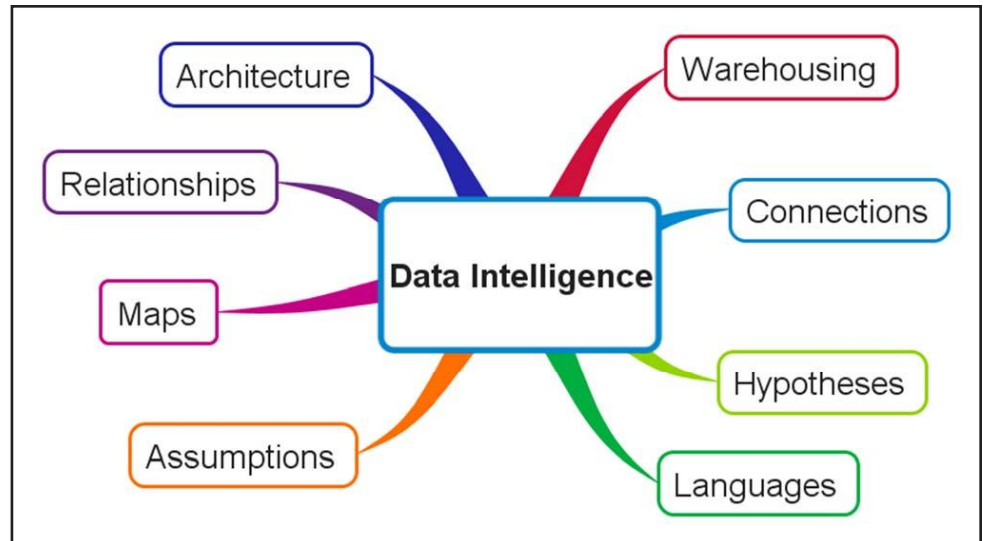 Architecture
Warehousing
Relationships
Connections
Data Intelligence
Maps
Hypotheses
Assumptions
Languages